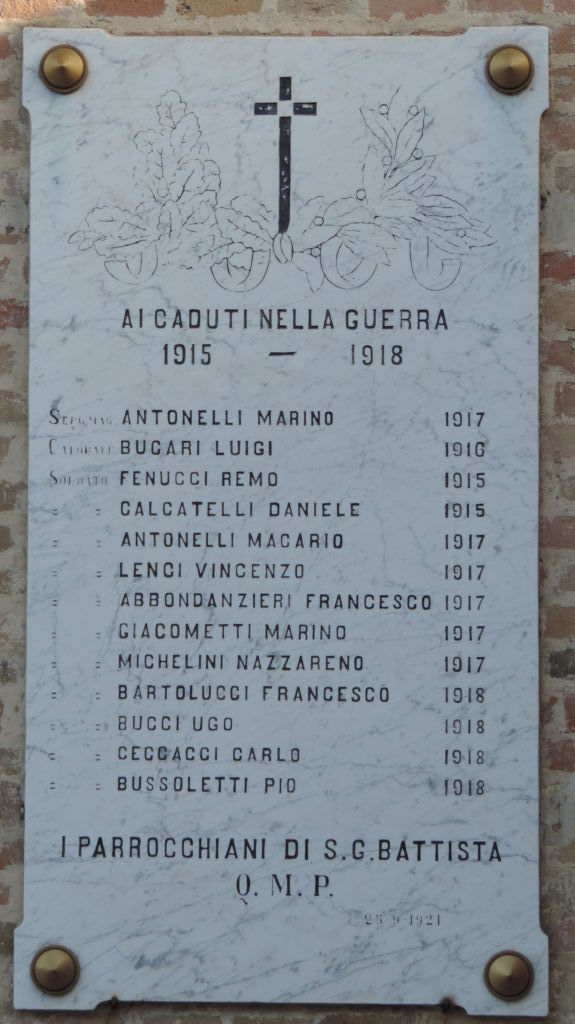 AI CADUTI NELLA GUERRA
1915 — 1918
SERG. MAG. ANTONELLI MARINO 1917
CAPORALE BUCARI LUIGI 1916
SOLDATO FENUCCI REMO 1915
" " CALCATELLI DANIELE 1915
" " ANTONELLI MACARIO 1917
" " LENCI VINCENZO 1917
" " ABBONDANZIERI FRANCESCO 1917
" " GIACOMETTI MARINO 1917
" " MICHELINI NAZZARENO 1917
" " BARTOLUCCI FRANCESCO 1918
" " BUCCI UGO 1918
" " CECCACCI CARLO 1918
" " BUSSOLETTI PIO 1918
I PARROCCHIANI DI S.G.BATTISTA
Q. M. P.
25 9 1921